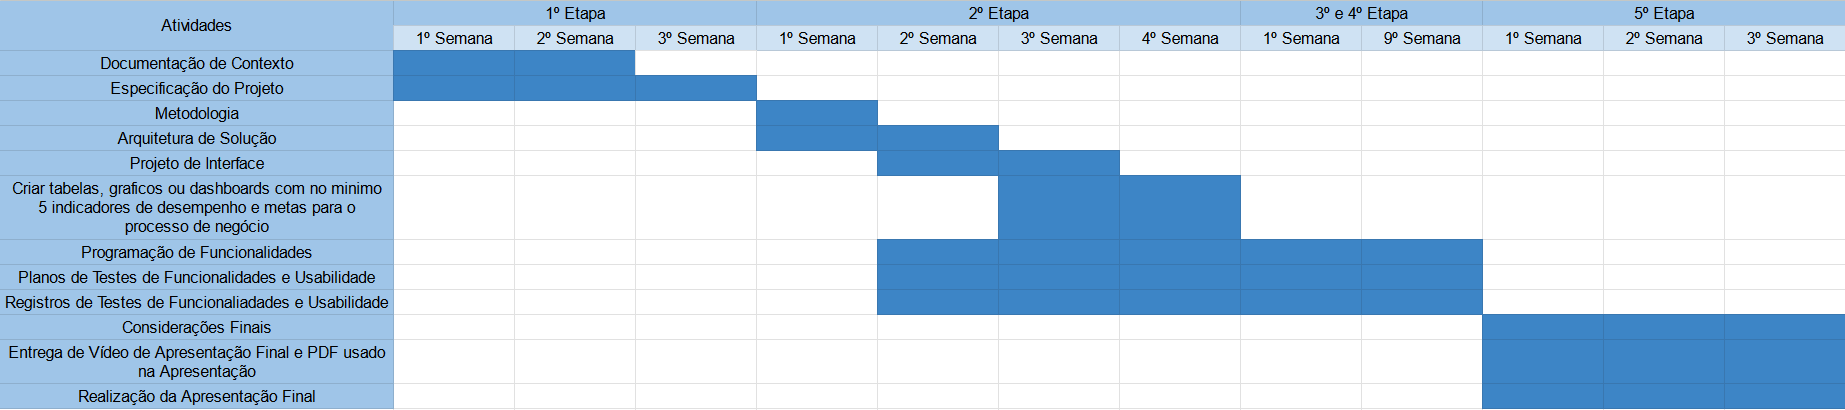 Atividades
1º Etapa
2º Etapa
3º e 4º Etapa
5º Etapa
1º Semana
2º Semana
3º Semana
1º Semana
2º Semana
3º Semana
4º Semana
1º Semana
9º Semana
1º Semana
2º Semana
3º Semana
Documentação de Contexto
Especificação do Projeto
Metodologia
Arquitetura de Solução
Projeto de Interface
Criar tabelas, graficos ou dashboards com no minimo
5 indicadores de desempenho e metas para o
processo de negócio
Programação de Funcionalidades
Planos de Testes de Funcionalidades e Usabilidade
Registros de Testes de Funcionaliadades e Usabilidade
Considerações Finais
Entrega de Vídeo de Apresentação Final e PDF usado
na Apresentação
Realização da Apresentação Final